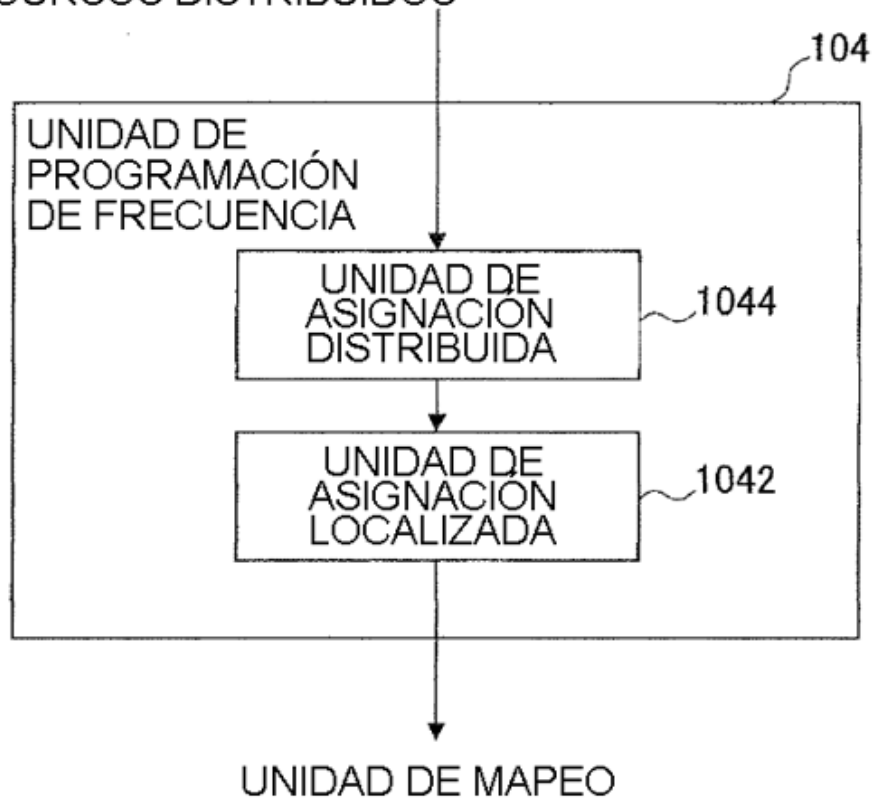 DISTRIBUIDOS
104
UNIDAD DE
PROGRAMACIÓN
DE FRECUENCIA
UNIDAD DE
ASIGNACIÓN
DISTRIBUIDA
1044
UNIDAD DE
ASIGNACIÓN
LOCALIZADA
1042
UNIDAD DE MAPEO